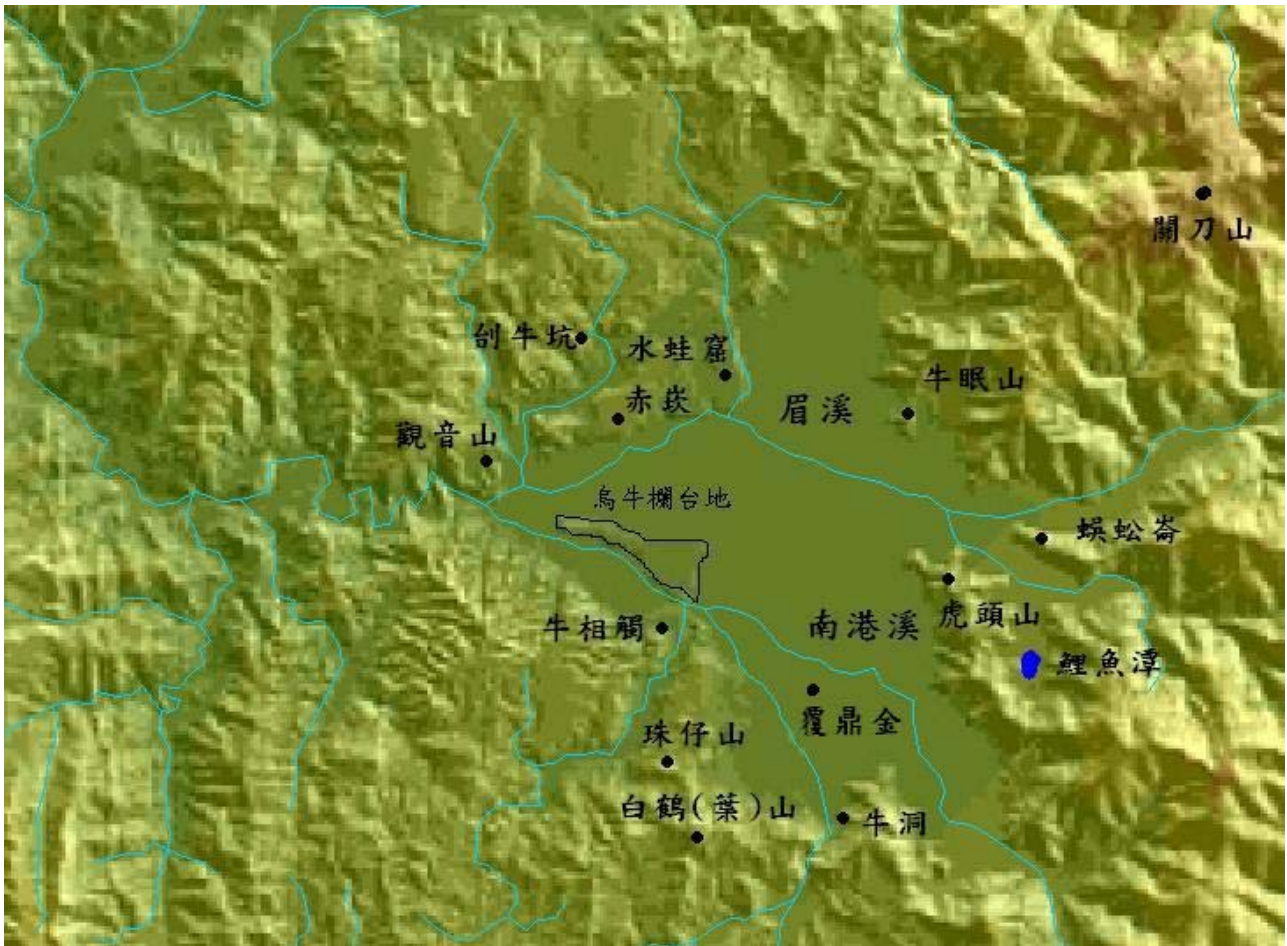 關刀山
刣牛坑
水蛙窟
牛眠山
赤崁
眉溪
觀音山
烏牛欄台地
蜈蚣崙
虎頭山
牛相觸
南港溪
鯉魚潭
覆鼎金
珠仔山
白鶴(葉)山
牛洞